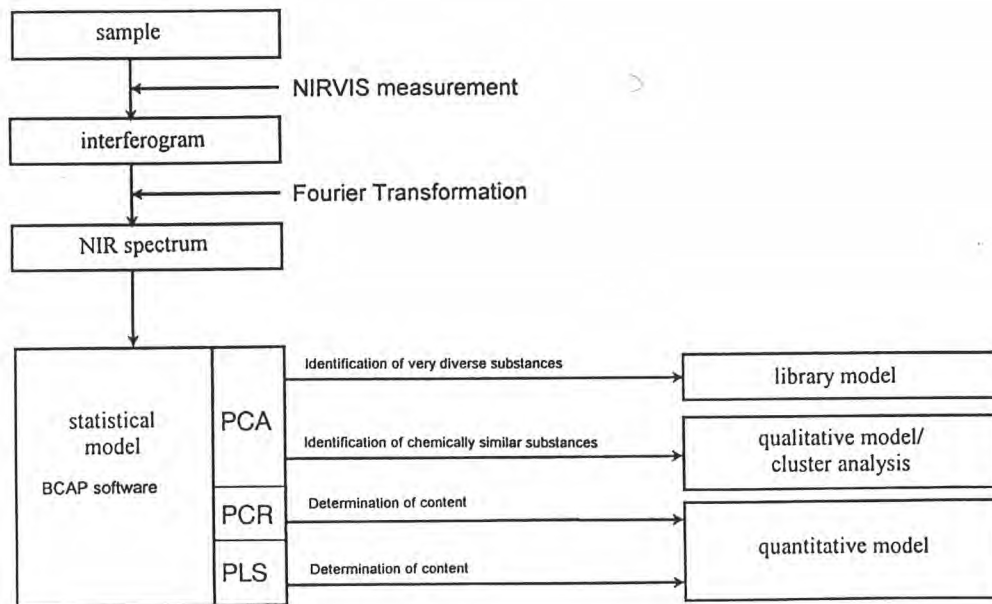 sample
NIRVIS measurement
interferogram
Fourier Transformation
NIR spectrum
statistical
model
BCAP software
PCA
Identification of very diverse substances
library model
Identification of chemically similar substances
qualitative model/
cluster analysis
PCR
Determination of content
quantitative model
PLS
Determination of content